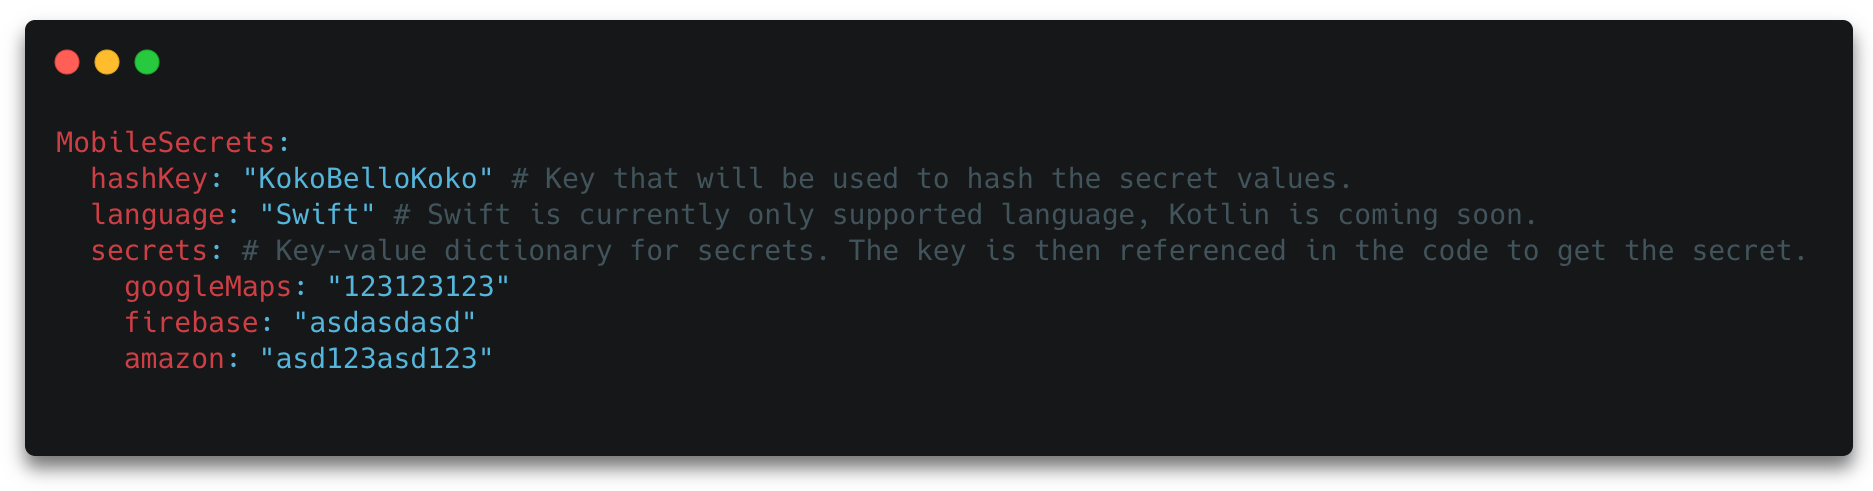 MobileSecrets:
  hashKey: "KokoBelloKoko" # Key that will be used to hash the secret values.
  language: "Swift" # Swift is currently only supported language, Kotlin is coming soon.
  secrets: # Key-value dictionary for secrets. The key is then referenced in the code to get the secret.
    googleMaps: "123123123"
    firebase: "asdasdasd"
    amazon: "asd123asd123"